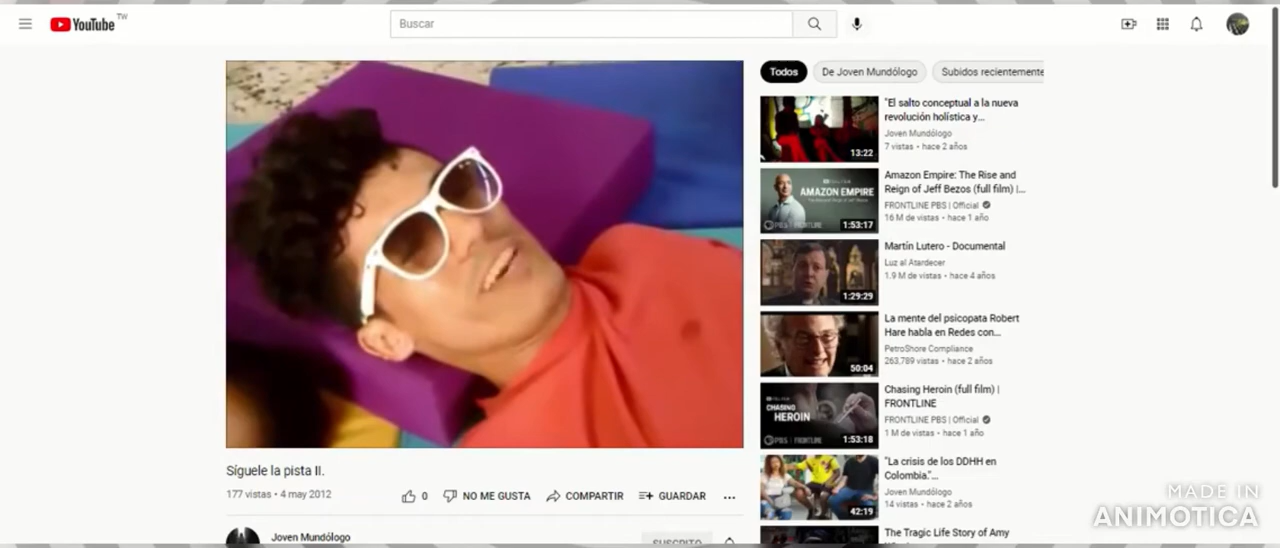 YouTube TW
Buscar
Todos
De Joven Mundólogo
Subidos recientemente
13:22
"El salto conceptual a la nueva
revolución holística y...
Joven Mundólogo
7 vistas • hace 2 años
AMAZON EMPIRE
PBS FRONTLINE
1:53:17
Amazon Empire: The Rise and
Reign of Jeff Bezos (full film) |...
FRONTLINE PBS | Official
16 M de vistas • hace 1 año
1:29:29
Martín Lutero - Documental
Luz al Atardecer
1.9 M de vistas • hace 4 años
50:04
La mente del psicopata Robert
Hare habla en Redes con...
PetroShore Compliance
263,789 vistas • hace 2 años
CHASING
HEROIN
PBS FRONTLINE
1:53:18
Chasing Heroin (full film) |
FRONTLINE
FRONTLINE PBS | Official
1 M de vistas • hace 1 año
42:19
"La crisis de los DDHH en
Colombia."...
Joven Mundólogo
14 vistas • hace 2 años
The Tragic Life Story of Amy
Síguele la pista II.
177 vistas • 4 may 2012
0
NO ME GUSTA
COMPARTIR
GUARDAR
Joven Mundólogo
SUSCRITO
MADE IN
ANIMOTICA